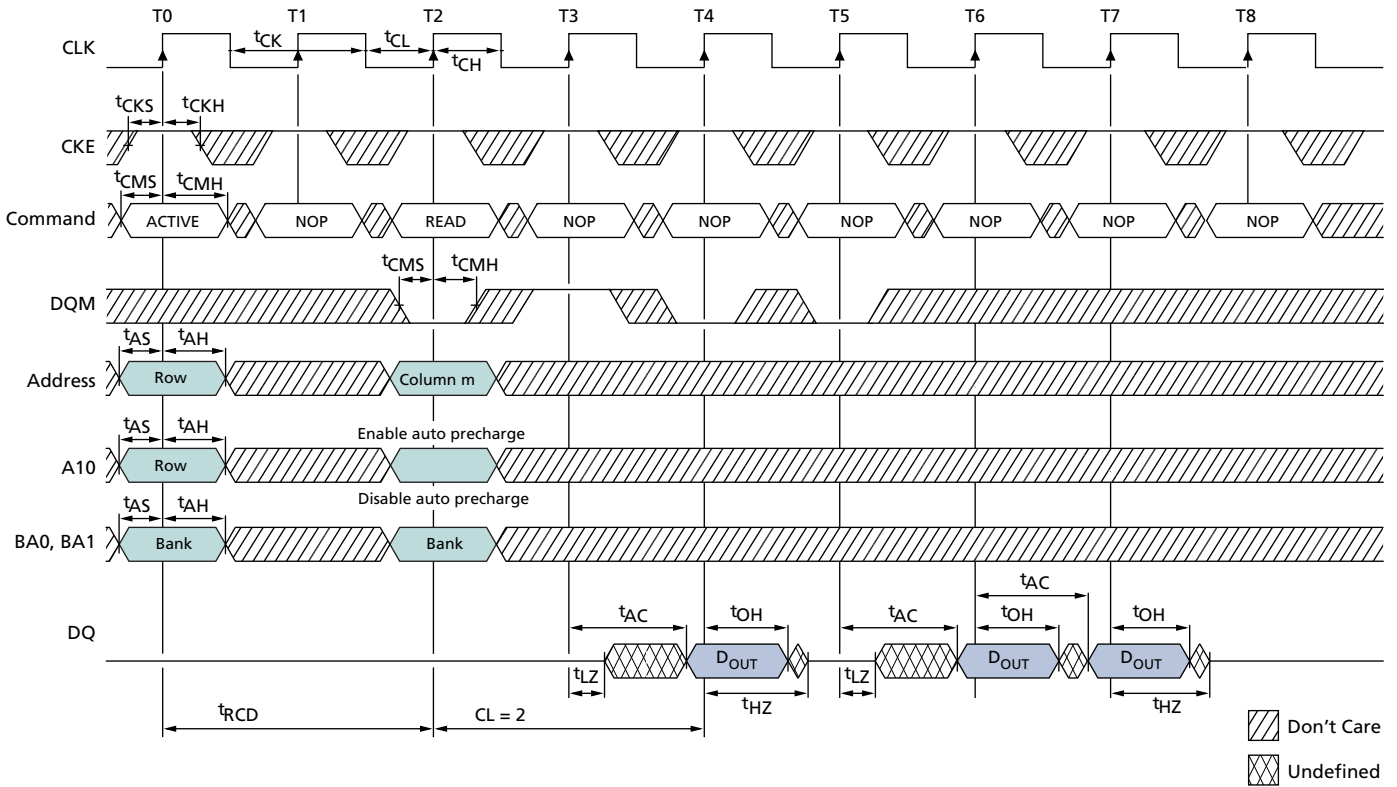 T0 T1 T2 T3 T4 T5 T6 T7 T8
CLK
tCK tCL tCH
tCKS tCKH
CKE
tCMS tCMH
Command ACTIVE NOP READ NOP NOP NOP NOP NOP NOP
tCMS tCMH
DQM
tAS tAH
Address Row Column m
tAS tAH Enable auto precharge
A10 Row
tAS tAH Disable auto precharge
BA0, BA1 Bank Bank
tAC
tAC tOH tAC tOH tOH
DQ
DOUT DOUT DOUT
tLZ tHZ tLZ tHZ
tRCD CL = 2
Don't Care
Undefined